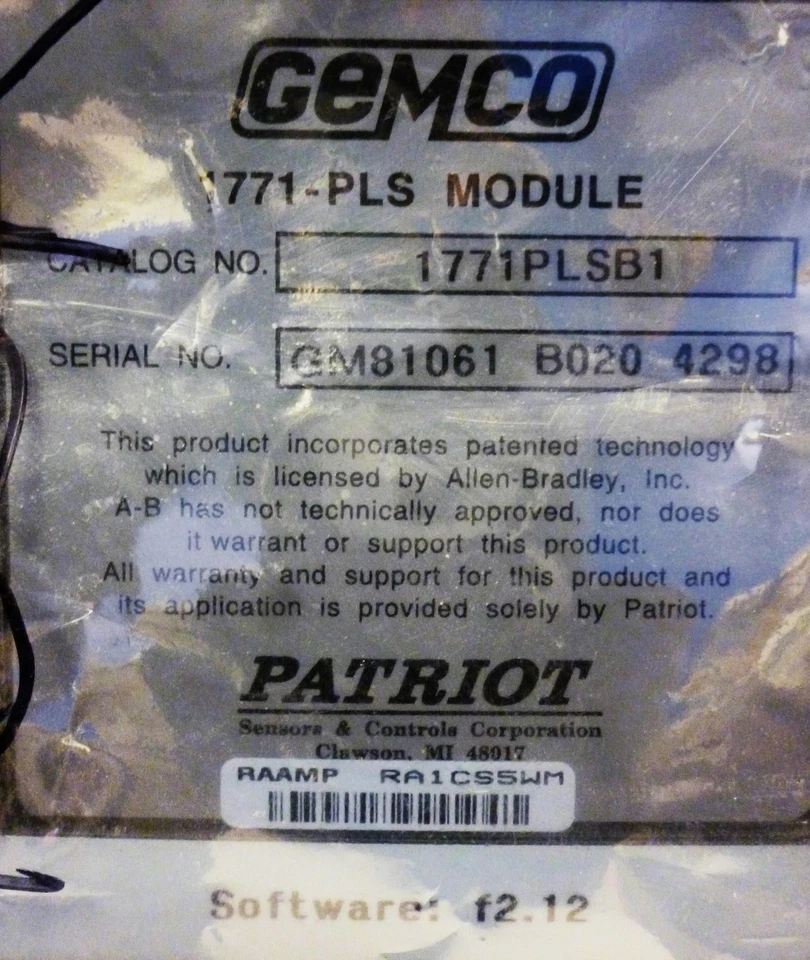 GEMCO
1771-PLS MODULE
CATALOG NO. 1771PLSB1
SERIAL NO. GM81061 B020 4298
This product incorporates patented technology
which is licensed by Allen-Bradley, Inc.
A-B has not technically approved, nor does
it warrant or support this product.
All warranty and support for this product and
its application is provided solely by Patriot.
PATRIOT
Sensors & Controls Corporation
Clawson, MI 48017
RAAMP RA1CS5WM
Software: f2.12